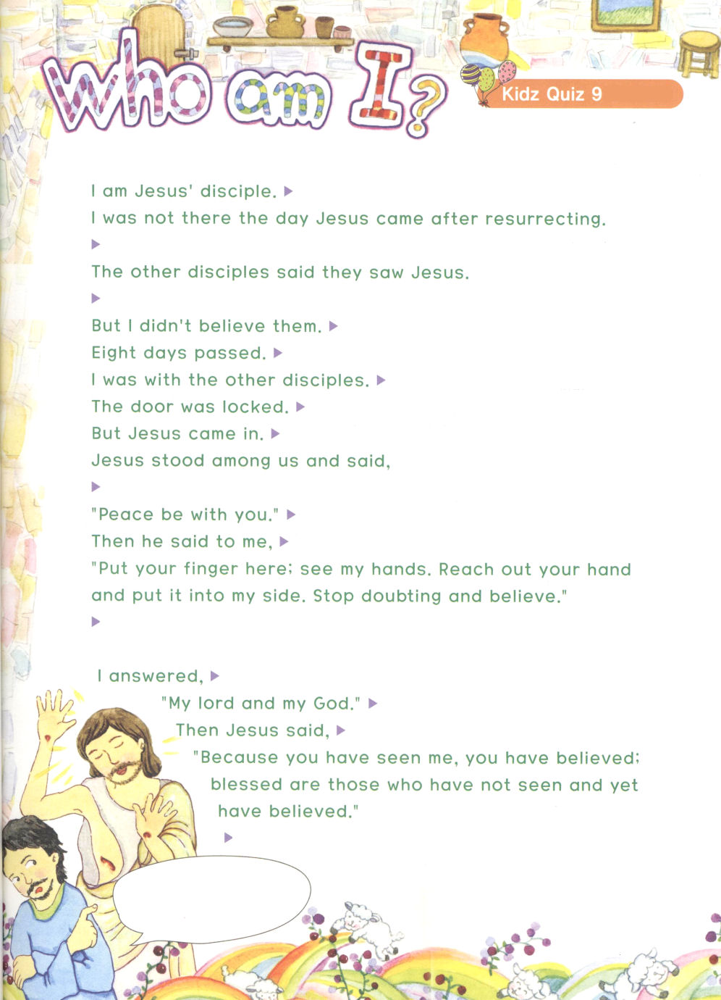 who am I?
Kidz Quiz 9
I am Jesus' disciple. ▶
I was not there the day Jesus came after resurrecting.
▶
The other disciples said they saw Jesus.
▶
But I didn't believe them. ▶
Eight days passed. ▶
I was with the other disciples. ▶
The door was locked. ▶
But Jesus came in. ▶
Jesus stood among us and said,
▶
"Peace be with you." ▶
Then he said to me, ▶
"Put your finger here; see my hands. Reach out your hand
and put it into my side. Stop doubting and believe."
▶
I answered, ▶
"My lord and my God." ▶
Then Jesus said, ▶
"Because you have seen me, you have believed;
blessed are those who have not seen and yet
have believed."
▶